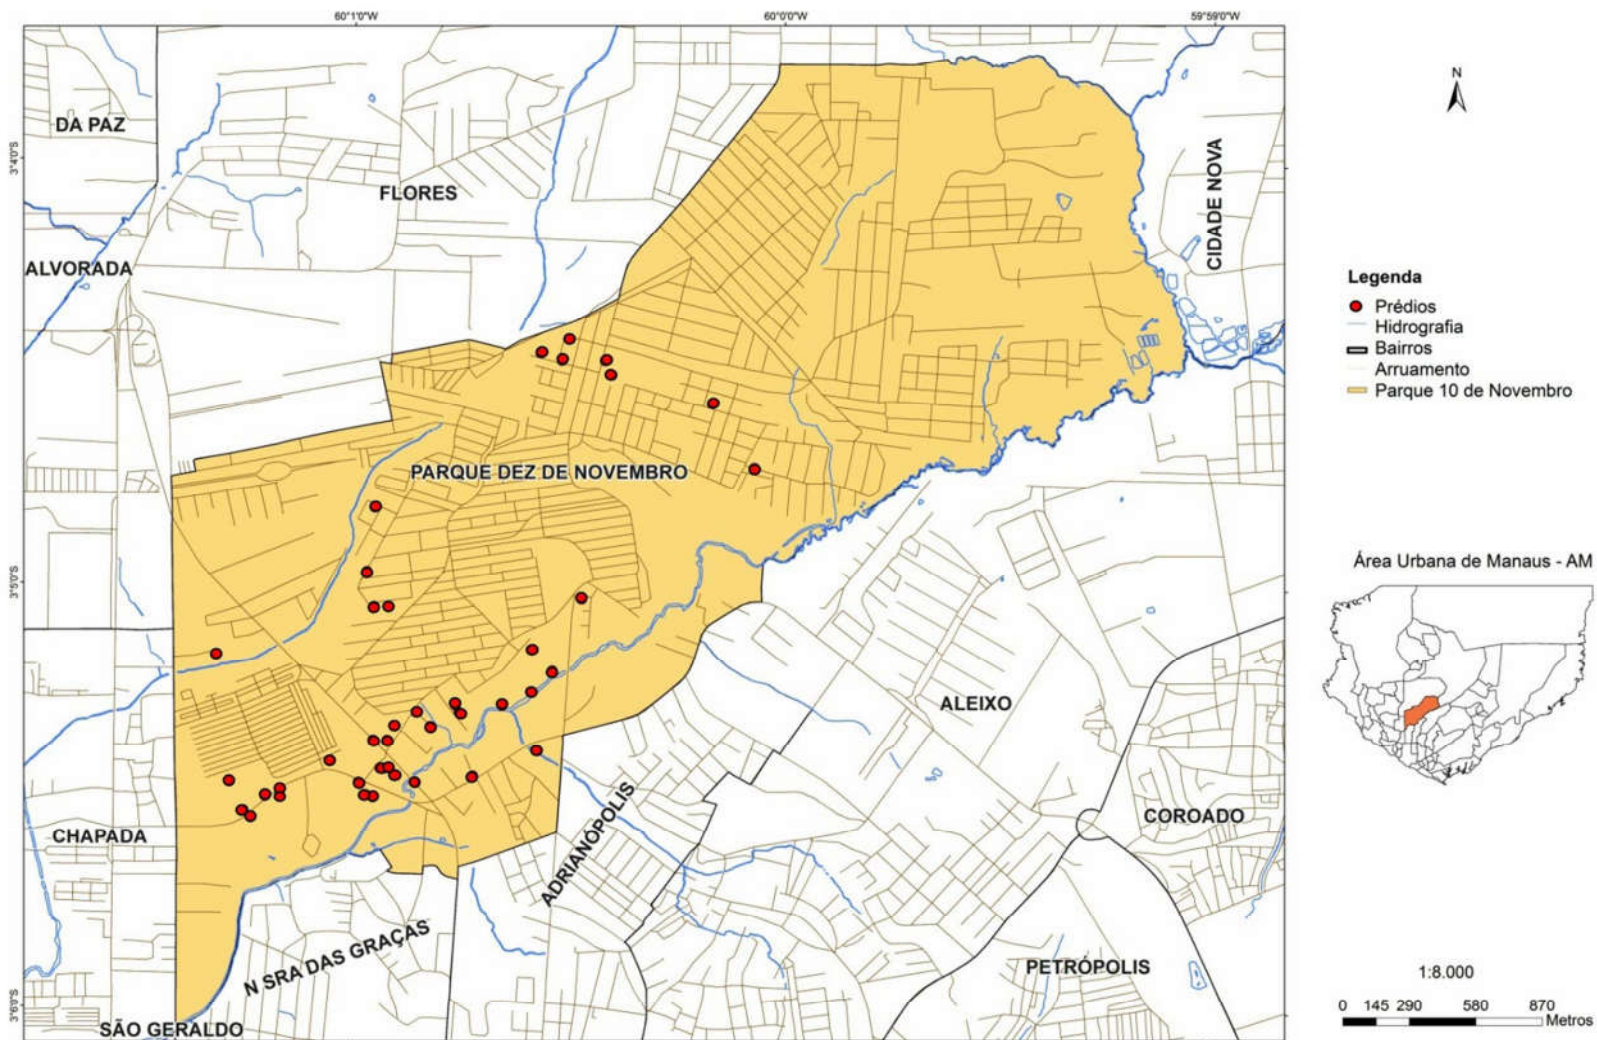 60°1'0"W
60°0'0"W
59°59'0"W
3°4'0"S
3°5'0"S
3°6'0"S
DA PAZ
FLORES
CIDADE NOVA
ALVORADA
PARQUE DEZ DE NOVEMBRO
ALEIXO
COROADO
CHAPADA
ADRIANÓPOLIS
N SRA DAS GRAÇAS
PETRÓPOLIS
SÃO GERALDO
N
Legenda
Prédios
Hidrografia
Bairros
Arruamento
Parque 10 de Novembro
Área Urbana de Manaus - AM
1:8.000
0 145 290 580 870
Metros